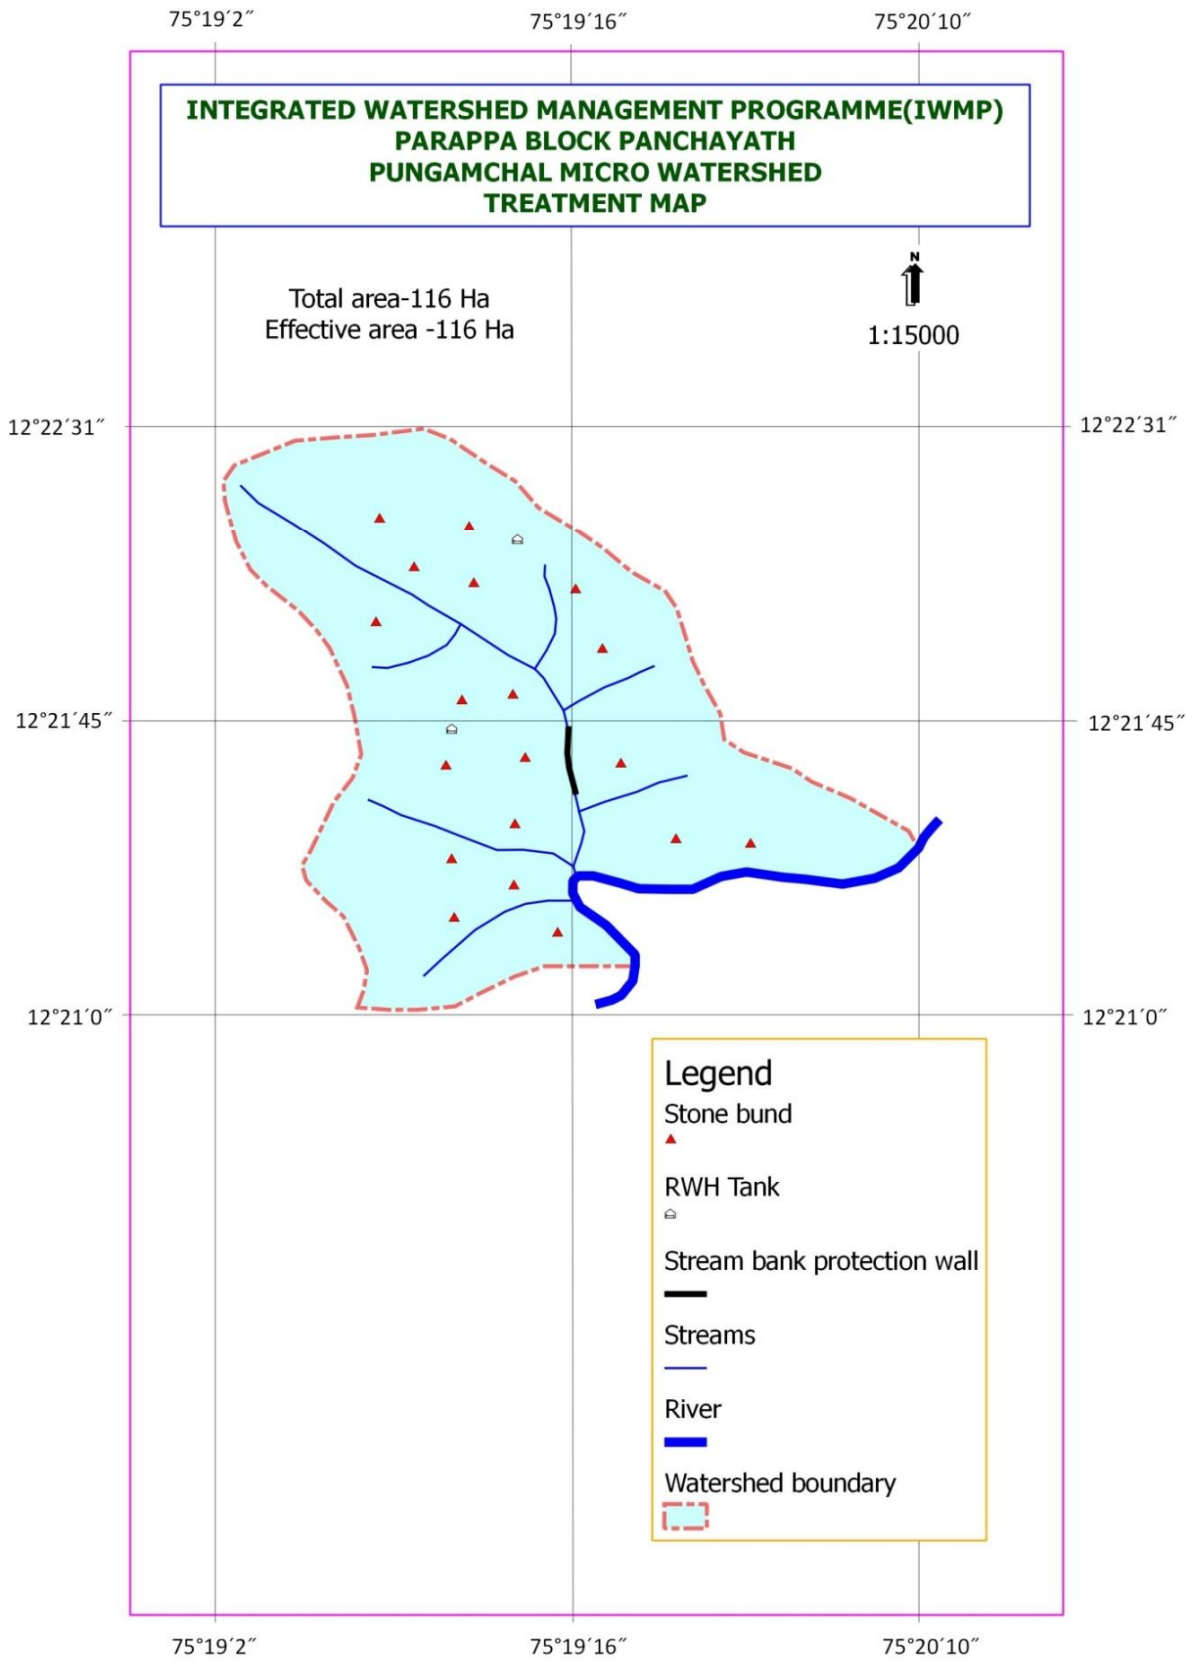 75°19´2˝ 75°19´16˝ 75°20´10˝
INTEGRATED WATERSHED MANAGEMENT PROGRAMME(IWMP)
PARAPPA BLOCK PANCHAYATH
PUNGAMCHAL MICRO WATERSHED
TREATMENT MAP
N
Total area-116 Ha
Effective area -116 Ha
1:15000
12°22´31˝ 12°22´31˝
12°21´45˝ 12°21´45˝
12°21´0˝ 12°21´0˝
Legend
Stone bund
RWH Tank
Stream bank protection wall
Streams
River
Watershed boundary
75°19´2˝ 75°19´16˝ 75°20´10˝